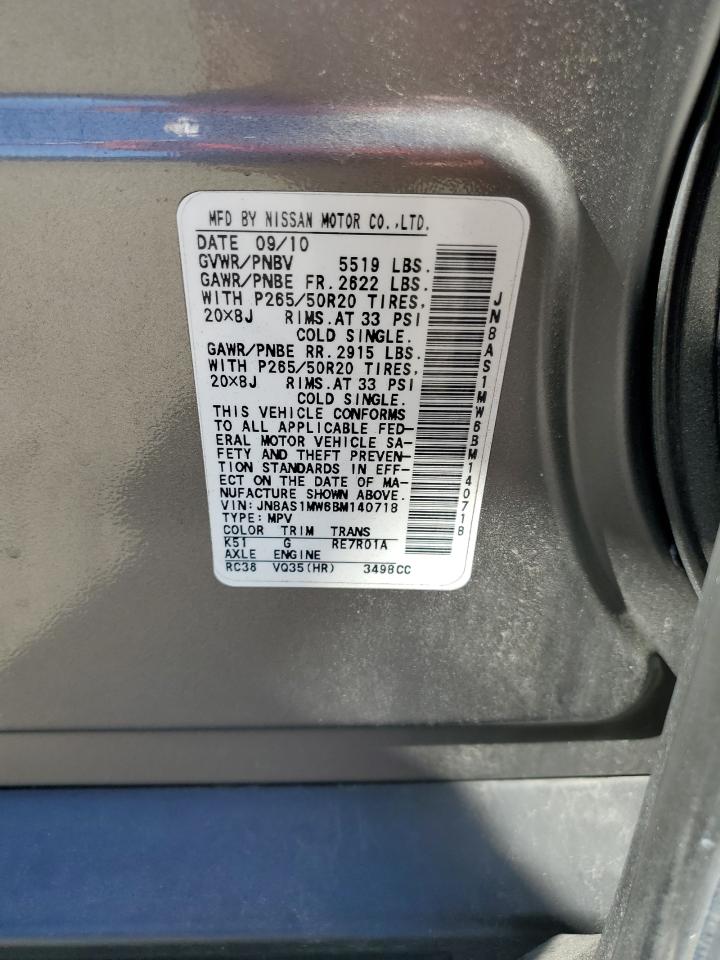 MFD BY NISSAN MOTOR CO.,LTD.
DATE 09/10
GVWR/PNBV 5519 LBS.
GAWR/PNBE FR. 2622 LBS.
WITH P265/50R20 TIRES,
20×8J RIMS. AT 33 PSI
COLD SINGLE.
GAWR/PNBE RR. 2915 LBS.
WITH P265/50R20 TIRES,
20×8J RIMS. AT 33 PSI
COLD SINGLE.
THIS VEHICLE CONFORMS
TO ALL APPLICABLE FED-
ERAL MOTOR VEHICLE SA-
FETY AND THEFT PREVEN-
TION STANDARDS IN EFF-
ECT ON THE DATE OF MA-
NUFACTURE SHOWN ABOVE.
VIN: JN8AS1MW6BM140718
TYPE: MPV
COLOR TRIM TRANS
K51 G RE7R01A
AXLE ENGINE
RC38 VQ35(HR) 3498CC
JN8AS1MW6BM140718